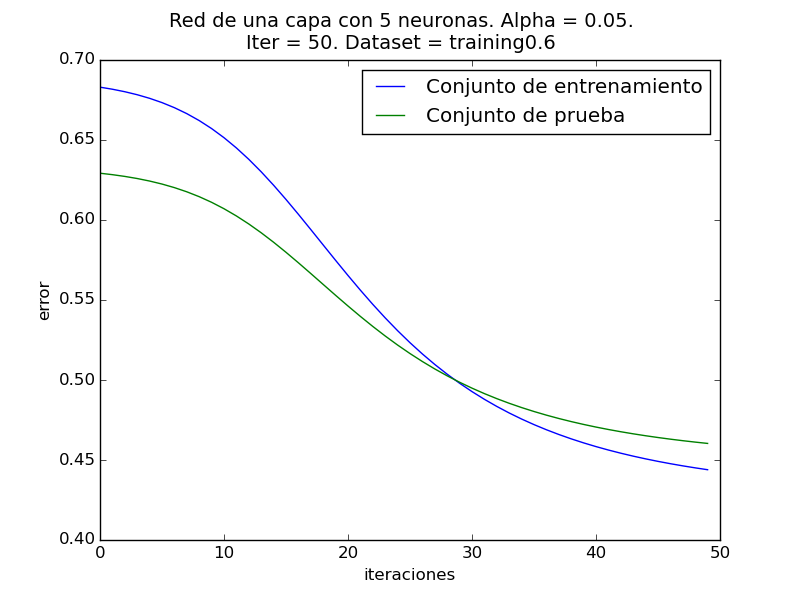 Red de una capa con 5 neuronas. Alpha = 0.05.
Iter = 50. Dataset = training0.6
Conjunto de entrenamiento
Conjunto de prueba
0.70
0.65
0.60
0.55
0.50
0.45
0.40
error
0 10 20 30 40 50
iteraciones